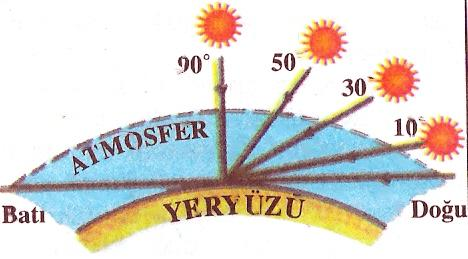 90°
50
30
10
ATMOSFER
Batı
YERYÜZÜ
Doğu